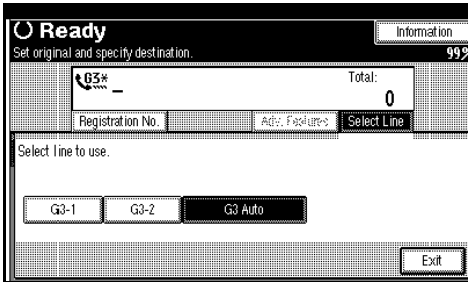 Ready
Information
Set original and specify destination.
99%
G3*
Total:
0
Registration No.
Adv. Features
Select Line
Select line to use.
G3-1
G3-2
G3 Auto
Exit